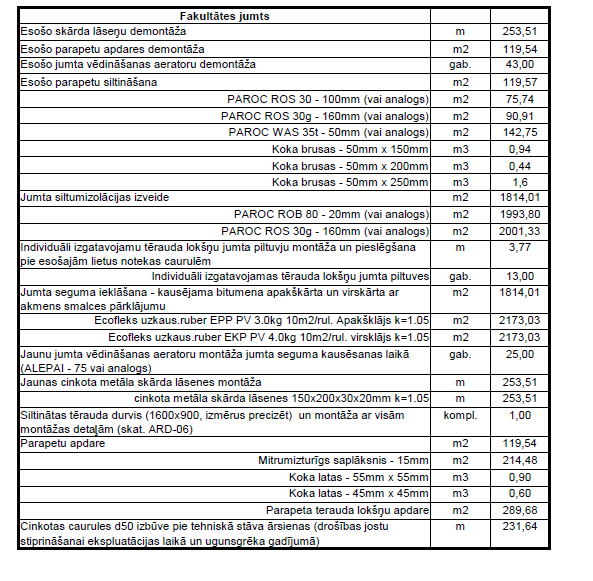 Fakultātes jumts
Esošo skārda lāseņu demontāža m 253,51
Esošo parapetu apdares demontāža m2 119,54
Esošo jumta vēdināšanas aeratoru demontāža gab. 43,00
Esošo parapetu siltināšana m2 119,57
PAROC ROS 30 - 100mm (vai analogs) m2 75,74
PAROC ROS 30g - 160mm (vai analogs) m2 90,91
PAROC WAS 35t - 50mm (vai analogs) m2 142,75
Koka brusas - 50mm x 150mm m3 0,94
Koka brusas - 50mm x 200mm m3 0,44
Koka brusas - 50mm x 250mm m3 1,6
Jumta siltumizolācijas izveide m2 1814,01
PAROC ROB 80 - 20mm (vai analogs) m2 1993,80
PAROC ROS 30g - 160mm (vai analogs) m2 2001,33
Individuāli izgatavojamu tērauda lokšņu jumta piltuvju montāža un pieslēgšana m 3,77
pie esošajām lietus notekas caurulēm
Individuāli izgatavojamas tērauda lokšņu jumta piltuves gab. 13,00
Jumta seguma ieklāšana - kausējama bitumena apakškārta un virskārta ar m2 1814,01
akmens smalces pārklājumu
Ecofleks uzkaus.ruber EPP PV 3.0kg 10m2/rul. Apakšklājs k=1.05 m2 2173,03
Ecofleks uzkaus.ruber EKP PV 4.0kg 10m2/rul. virsklājs k=1.05 m2 2173,03
Jaunu jumta vēdināšanas aeratoru montāža jumta seguma kausēsanas laikā gab. 25,00
(ALEPAI - 75 vai analogs)
Jaunas cinkota metāla skārda lāsenes montāža m 253,51
cinkota metāla skārda lāsenes 150x200x30x20mm k=1.05 m 253,51
Siltinātas tērauda durvis (1600x900, izmērus precizēt) un montāža ar visām kompl. 1,00
montāžas detaļām (skat. ARD-06)
Parapetu apdare m2 119,54
Mitrumizturīgs saplāksnis - 15mm m2 214,48
Koka latas - 55mm x 55mm m3 0,90
Koka latas - 45mm x 45mm m3 0,60
Parapeta terauda lokšņu apdare m2 289,68
Cinkotas caurules d50 izbūve pie tehniskā stāva ārsienas (drošības jostu m 231,64
stiprināšanai ekspluatācijas laikā un ugunsgrēka gadījumā)